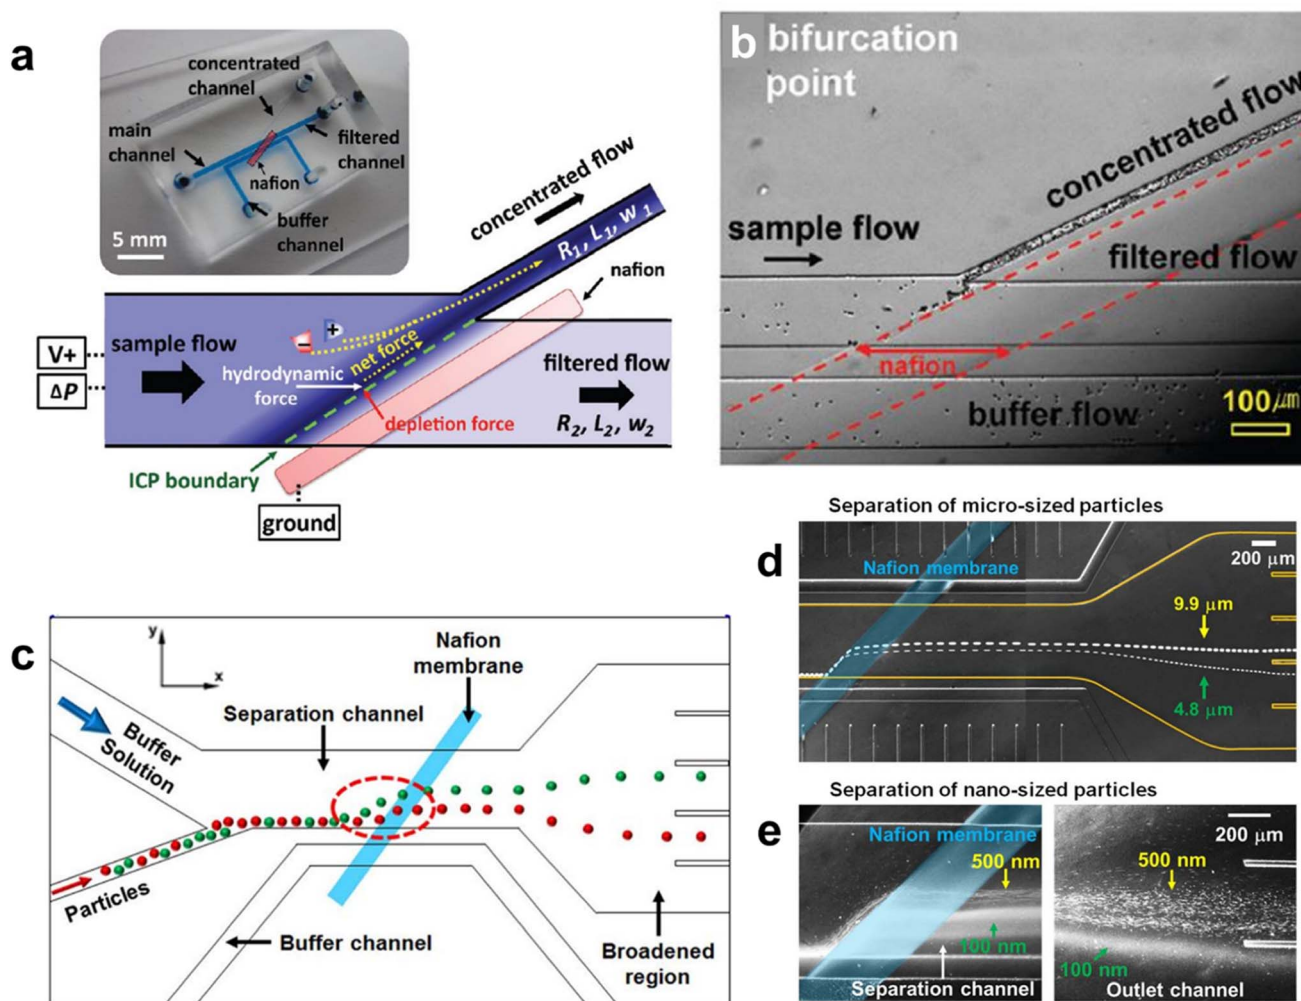 a
concentrated
channel
main
channel
filtered
channel
nafion
buffer
channel
5 mm
concentrated flow
R1, L1, w1
nafion
V+
ΔP
sample flow
+
−
net force
hydrodynamic
force
depletion force
filtered flow
R2, L2, w2
ICP boundary
ground
b
bifurcation
point
concentrated flow
sample flow
filtered flow
nafion
buffer flow
100 μm
c
y
x
Nafion
membrane
Separation channel
Buffer
Solution
Particles
Buffer channel
Broadened
region
Separation of micro-sized particles
d
Nafion membrane
200 μm
9.9 μm
4.8 μm
Separation of nano-sized particles
e
Nafion membrane
500 nm
100 nm
Separation channel
200 μm
500 nm
100 nm
Outlet channel